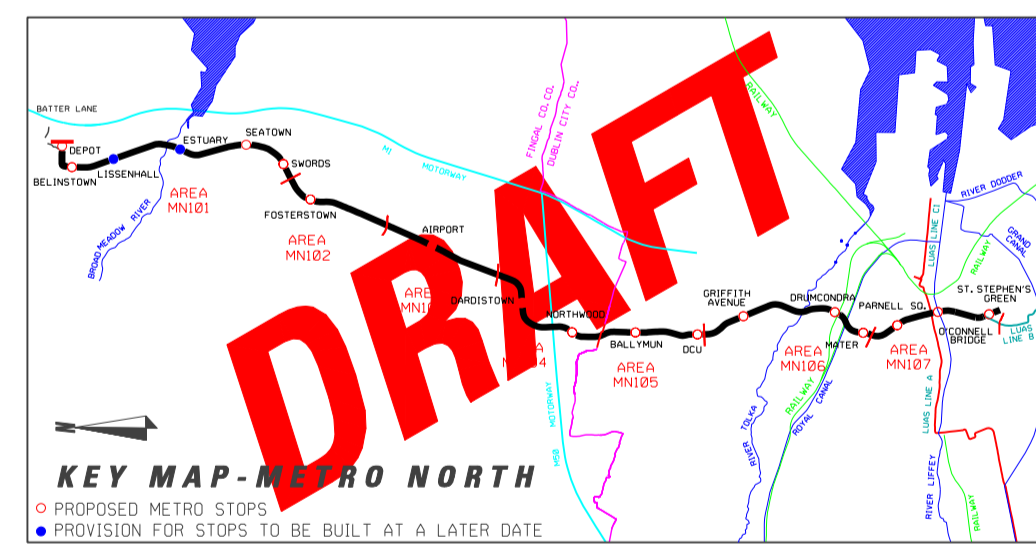 BATTER LANE
DEPOT
BELINSTOWN
LISSENHALL
ESTUARY
SEATOWN
SWORDS
AREA
MN101
BROADMEADOW RIVER
FOSTERSTOWN
AREA
MN102
M1
MOTORWAY
FINGAL CO. CO.
DUBLIN CITY CO..
AIRPORT
DARDISTOWN
NORTHWOOD
BALLYMUN
AREA
MN105
DCU
GRIFFITH
AVENUE
DRUMCONDRA
MATER
AREA
MN106
PARNELL SQ.
AREA
MN107
O'CONNELL
BRIDGE
ST. STEPHEN'S
GREEN
LUAS
LINE B
LUAS LINE C1
LUAS LINE A
RIVER DODDER
GRAND
CANAL
RAILWAY
RAILWAY
RAILWAY
RAILWAY
ROYAL CANAL
RIVER TOLKA
RIVER LIFFEY
MOTORWAY
M50
DRAFT
N
KEY MAP-METRO NORTH
PROPOSED METRO STOPS
PROVISION FOR STOPS TO BE BUILT AT A LATER DATE